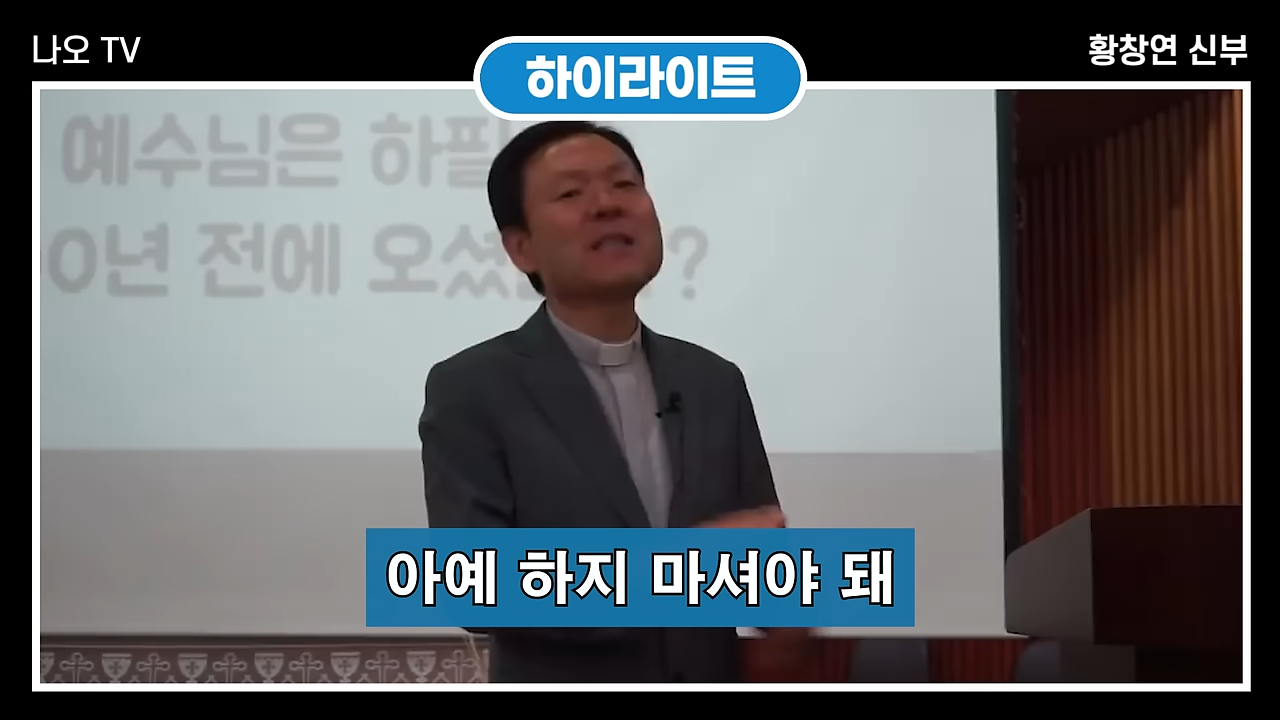 나오 TV
황창연 신부
하이라이트
예수님은 하필
0년 전에 오셨 ?
아예 하지 마셔야 돼